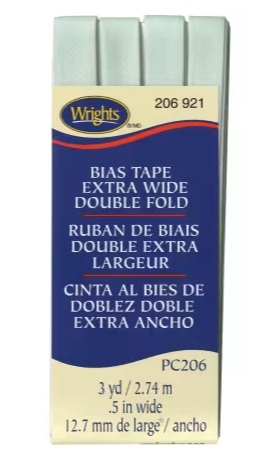 Wrights
206 921
BIAS TAPE
EXTRA WIDE
DOUBLE FOLD
RUBAN DE BIAIS
DOUBLE EXTRA
LARGEUR
CINTA AL BIES DE
DOBLEZ DOBLE
EXTRA ANCHO
PC206
3 yd / 2.74 m
.5 in wide
12.7 mm de large / ancho